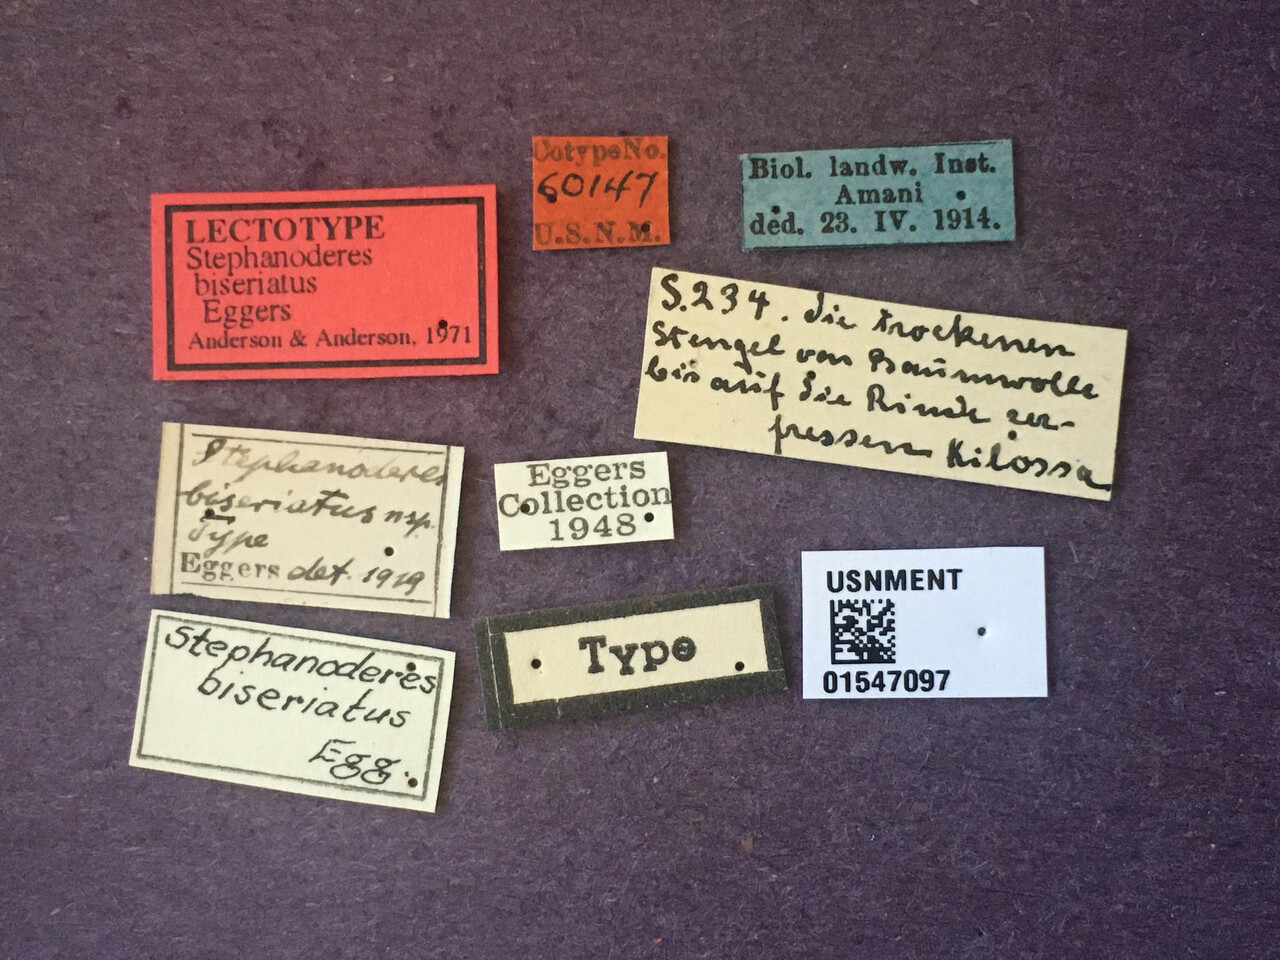 LECTOTYPE
Stephanoderes
biseriatus
Eggers
Anderson & Anderson, 1971
CotypeNo.
60147
U.S.N.M.
Biol. landw. Inst.
Amani
ded. 23. IV. 1914.
S.234. die trockenen
Stengel von Baumwolle
bis auf die Rinde zer-
fressen Kilossa
Stephanoderes
biseriatus nsp.
Type
Eggers det. 1919
Eggers
Collection
1948
Stephanoderes
biseriatus
Egg.
Type
USNMENT
01547097